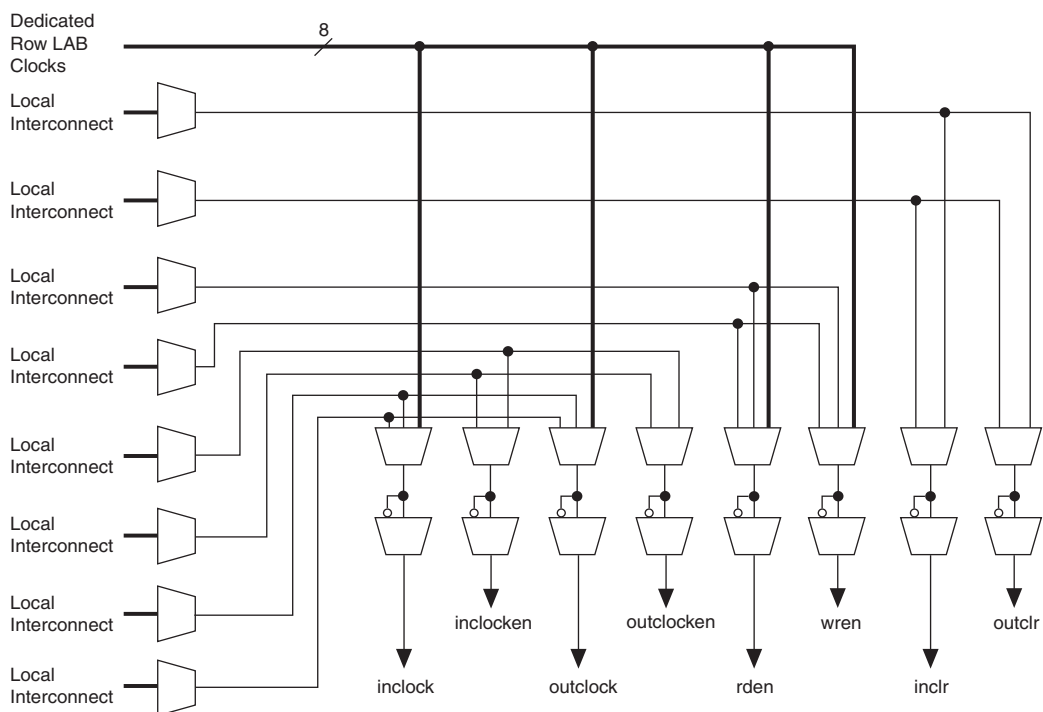 Dedicated
Row LAB
Clocks
8
Local
Interconnect
Local
Interconnect
Local
Interconnect
Local
Interconnect
Local
Interconnect
Local
Interconnect
Local
Interconnect
Local
Interconnect
inclocken
outclocken
wren
outclr
inclock
outclock
rden
inclr